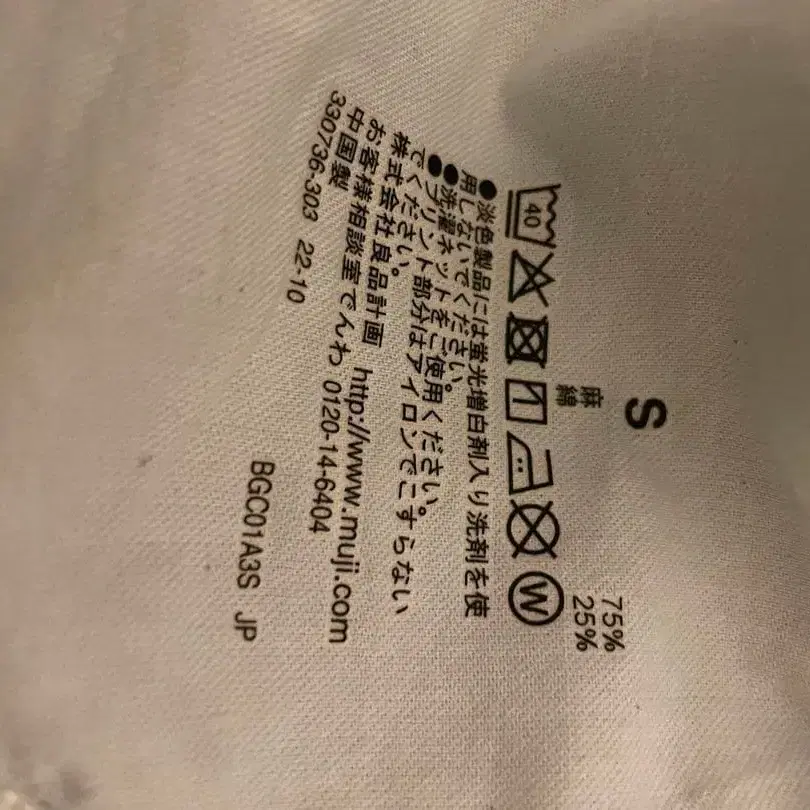 S
麻 75%
綿 25%
40 W
●淡色製品には蛍光増白剤入り洗剤を使
用しないでください。
●洗濯ネットをご使用ください。
●プリント部分はアイロンでこすらない
でください。
株式会社良品計画 http://www.muji.com
お客様相談室でんわ 0120-14-6404
中国製
330736-303 22-10
BGC01A3S JP